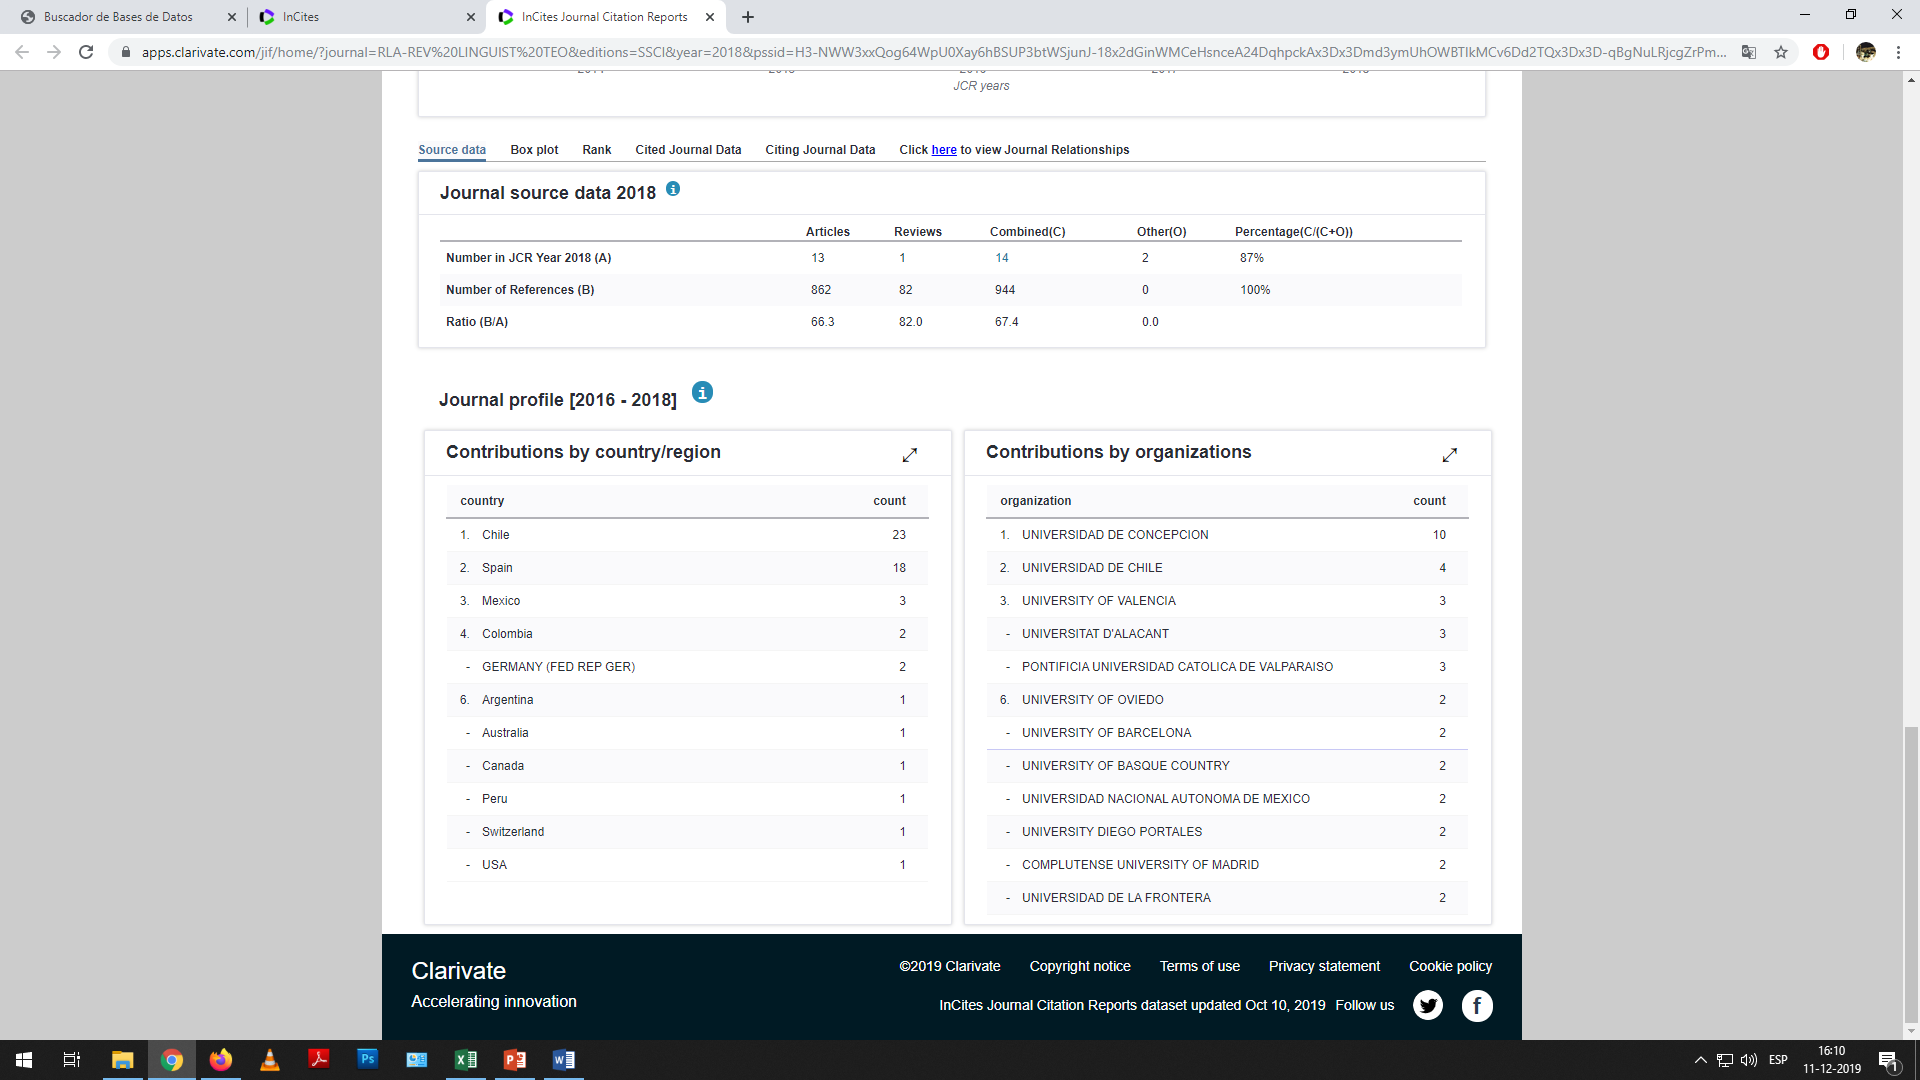 Buscador de Bases de Datos
InCites
InCites Journal Citation Reports
apps.clarivate.com/jif/home/?journal=RLA-REV%20LINGUIST%20TEO&editions=SSCI&year=2018&pssid=H3-NWW3xxQog64WpU0Xay6hBSUP3btWSjunJ-18x2dGinWMCeHsnceA24DqhpckAx3Dx3Dmd3ymUhOWBTIkMCv6Dd2TQx3Dx3D-qBgNuLRjcgZrPm...
JCR years
Source data Box plot Rank Cited Journal Data Citing Journal Data Click here to view Journal Relationships
Journal source data 2018
Articles Reviews Combined(C) Other(O) Percentage(C/(C+O))
Number in JCR Year 2018 (A) 13 1 14 2 87%
Number of References (B) 862 82 944 0 100%
Ratio (B/A) 66.3 82.0 67.4 0.0
Journal profile [2016 - 2018]
Contributions by country/region
country count
1. Chile 23
2. Spain 18
3. Mexico 3
4. Colombia 2
- GERMANY (FED REP GER) 2
6. Argentina 1
- Australia 1
- Canada 1
- Peru 1
- Switzerland 1
- USA 1
Contributions by organizations
organization count
1. UNIVERSIDAD DE CONCEPCION 10
2. UNIVERSIDAD DE CHILE 4
3. UNIVERSITY OF VALENCIA 3
- UNIVERSITAT D'ALACANT 3
- PONTIFICIA UNIVERSIDAD CATOLICA DE VALPARAISO 3
6. UNIVERSITY OF OVIEDO 2
- UNIVERSITY OF BARCELONA 2
- UNIVERSITY OF BASQUE COUNTRY 2
- UNIVERSIDAD NACIONAL AUTONOMA DE MEXICO 2
- UNIVERSITY DIEGO PORTALES 2
- COMPLUTENSE UNIVERSITY OF MADRID 2
- UNIVERSIDAD DE LA FRONTERA 2
Clarivate
Accelerating innovation
©2019 Clarivate Copyright notice Terms of use Privacy statement Cookie policy
InCites Journal Citation Reports dataset updated Oct 10, 2019 Follow us
Ps
ESP
16:10
11-12-2019
1